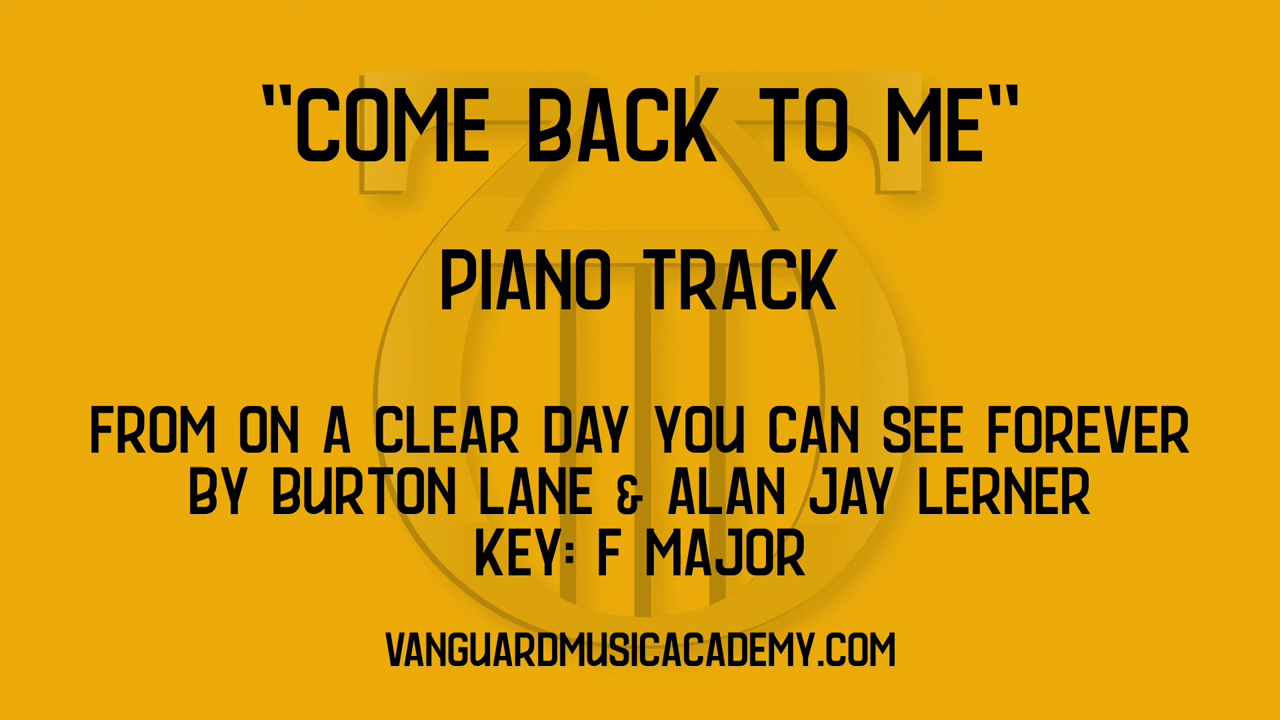 "COME BACK TO ME"
PIANO TRACK
FROM ON A CLEAR DAY YOU CAN SEE FOREVER
BY BURTON LANE & ALAN JAY LERNER
KEY: F MAJOR
VANGUARDMUSICACADEMY.COM